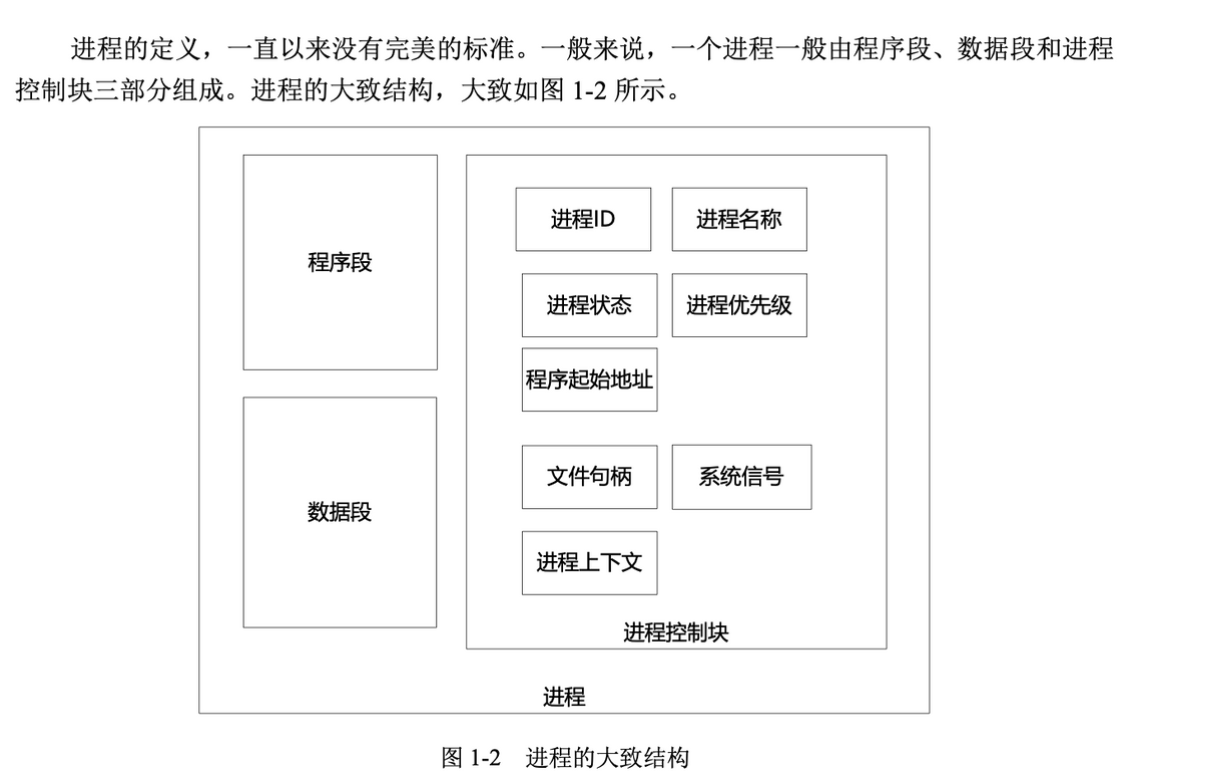 进程的定义，一直以来没有完美的标准。一般来说，一个进程一般由程序段、数据段和进程
控制块三部分组成。进程的大致结构，大致如图 1-2 所示。
程序段
数据段
进程ID
进程名称
进程状态
进程优先级
程序起始地址
文件句柄
系统信号
进程上下文
进程控制块
进程
图 1-2 进程的大致结构